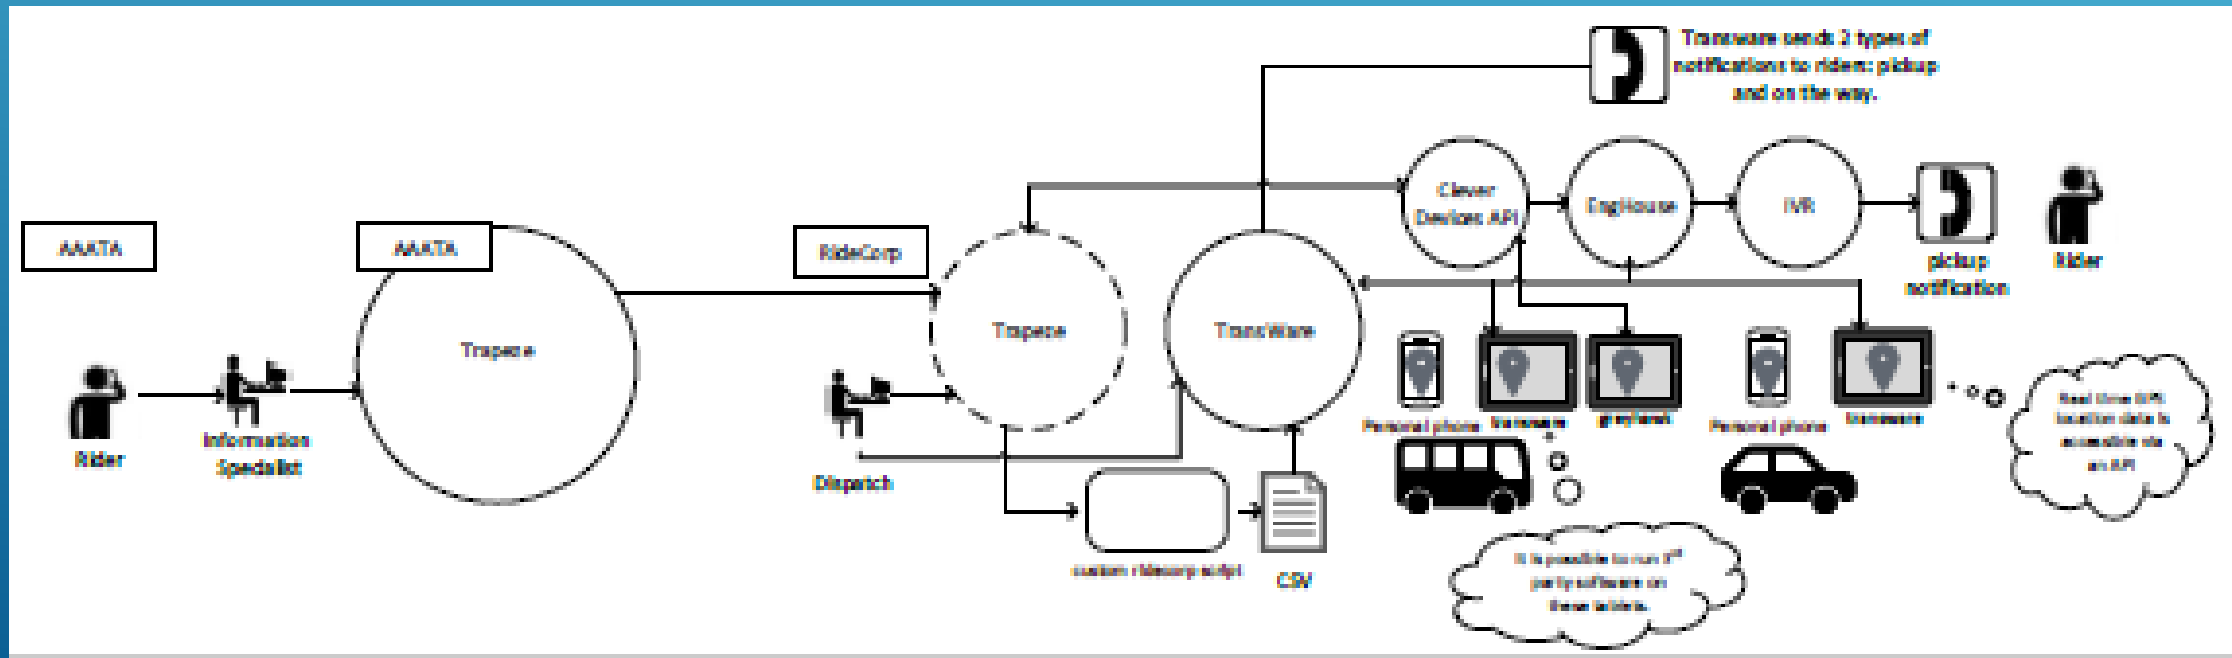 Transware sends 2 types of
notifications to riders: pickup
and on the way.
Clever
Devices API
EngHouse
IVR
pickup
notification
Rider
AAATA
AAATA
RideCorp
Trapeze
Trapeze
TransWare
Rider
Information
Specialist
Dispatch
custom ridecorp script
CSV
Personal phone
transware
greyhawk
Personal phone
transware
Real time GPS
location data is
accessible via
an API
It is possible to run 3rd
party software on
these tablets.